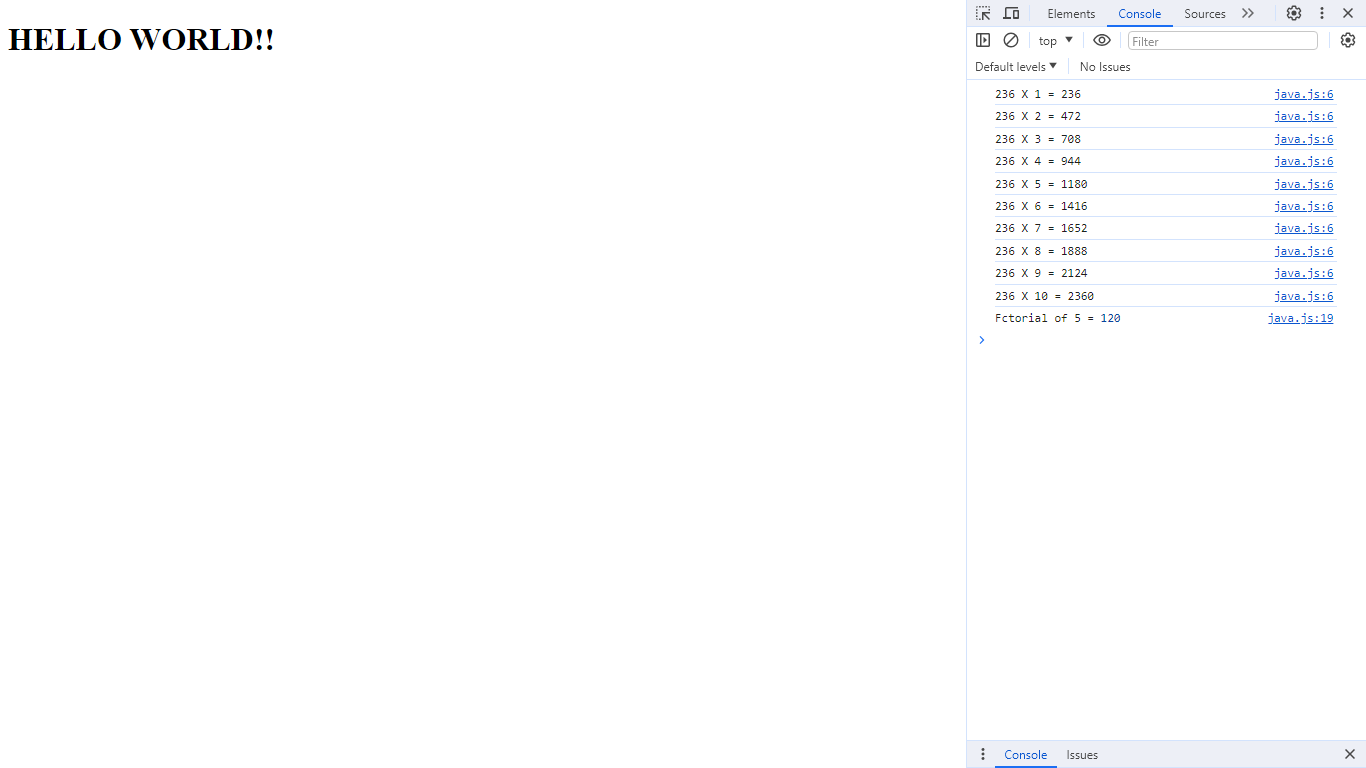 HELLO WORLD!!
Elements Console Sources
top Filter
Default levels No Issues
236 X 1 = 236 java.js:6
236 X 2 = 472 java.js:6
236 X 3 = 708 java.js:6
236 X 4 = 944 java.js:6
236 X 5 = 1180 java.js:6
236 X 6 = 1416 java.js:6
236 X 7 = 1652 java.js:6
236 X 8 = 1888 java.js:6
236 X 9 = 2124 java.js:6
236 X 10 = 2360 java.js:6
Fctorial of 5 = 120 java.js:19
Console Issues